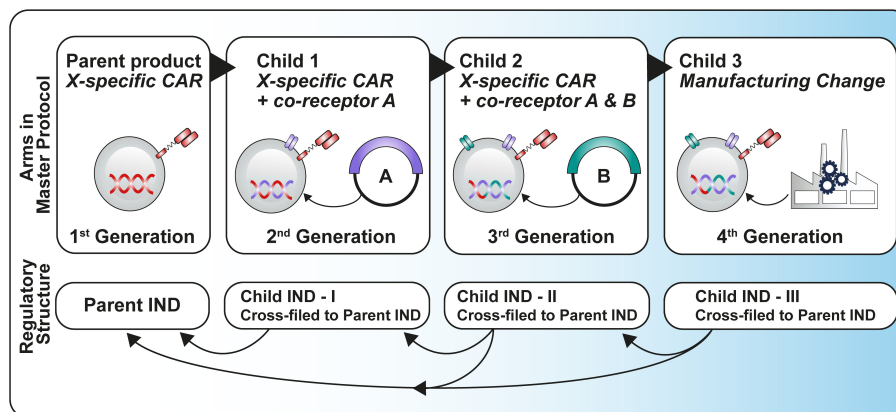 Arms in
Master Protocol
Parent product
X-specific CAR
1st Generation
Child 1
X-specific CAR
+ co-receptor A
A
2nd Generation
Child 2
X-specific CAR
+ co-receptor A & B
B
3rd Generation
Child 3
Manufacturing Change
4th Generation
Regulatory
Structure
Parent IND
Child IND - I
Cross-filed to Parent IND
Child IND - II
Cross-filed to Parent IND
Child IND - III
Cross-filed to Parent IND